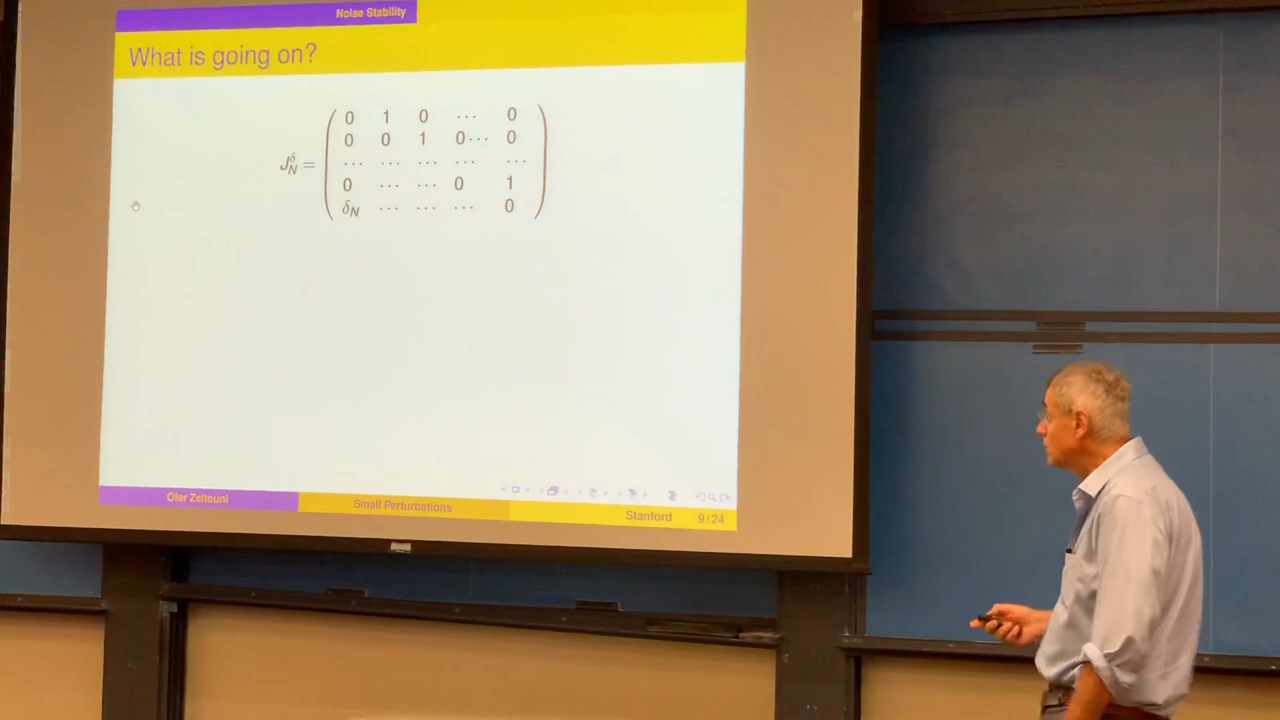 Noise Stability
What is going on?
0 1 0 ⋯ 0
0 0 1 0⋯ 0
J_N^δ = ⋯ ⋯ ⋯ ⋯ ⋯
0 ⋯ ⋯ 0 1
δ_N ⋯ ⋯ ⋯ 0
Ofer Zeitouni Small Perturbations Stanford 9/24